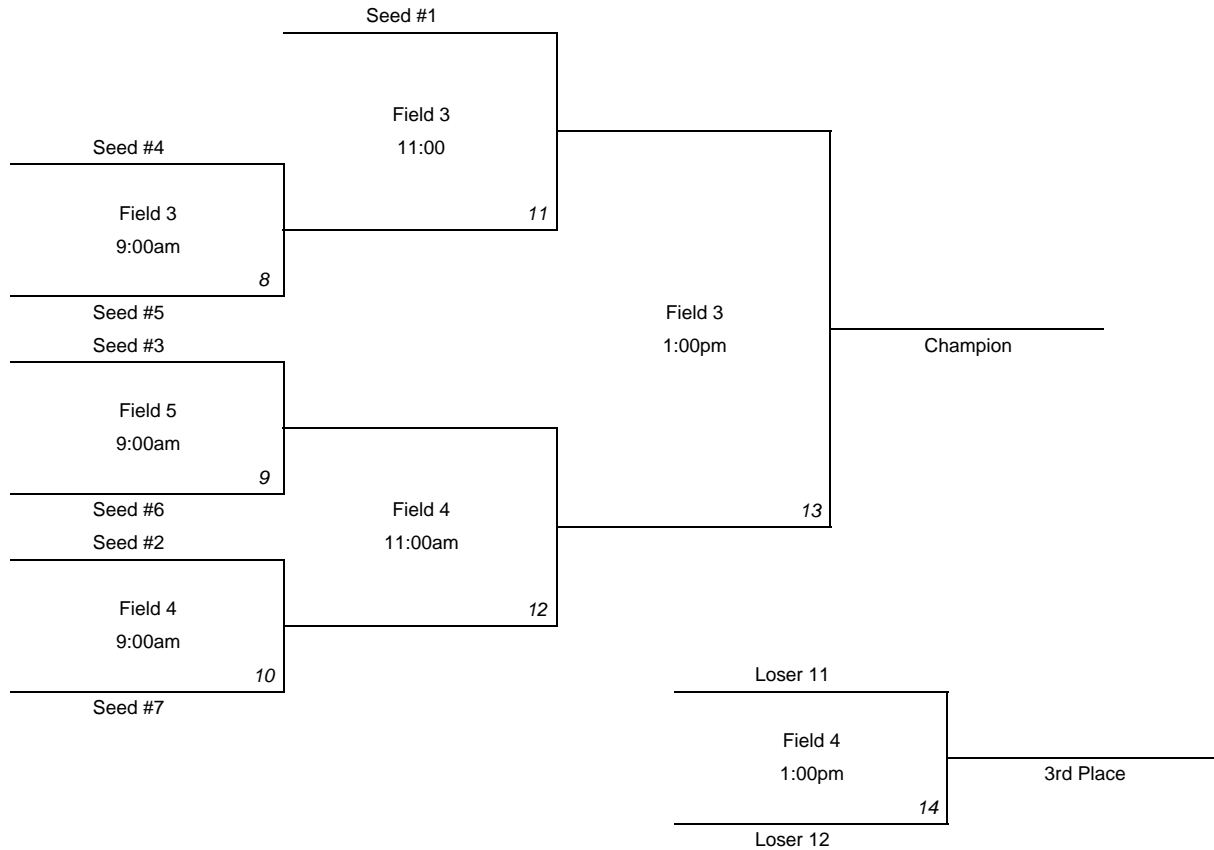 Seed #1
Field 3
11:00
11
Seed #4
Field 3
9:00am
8
Seed #5
Seed #3
Field 5
9:00am
9
Seed #6
Seed #2
Field 4
9:00am
10
Seed #7
Field 4
11:00am
12
Field 3
1:00pm
13
Champion
Loser 11
Field 4
1:00pm
14
Loser 12
3rd Place